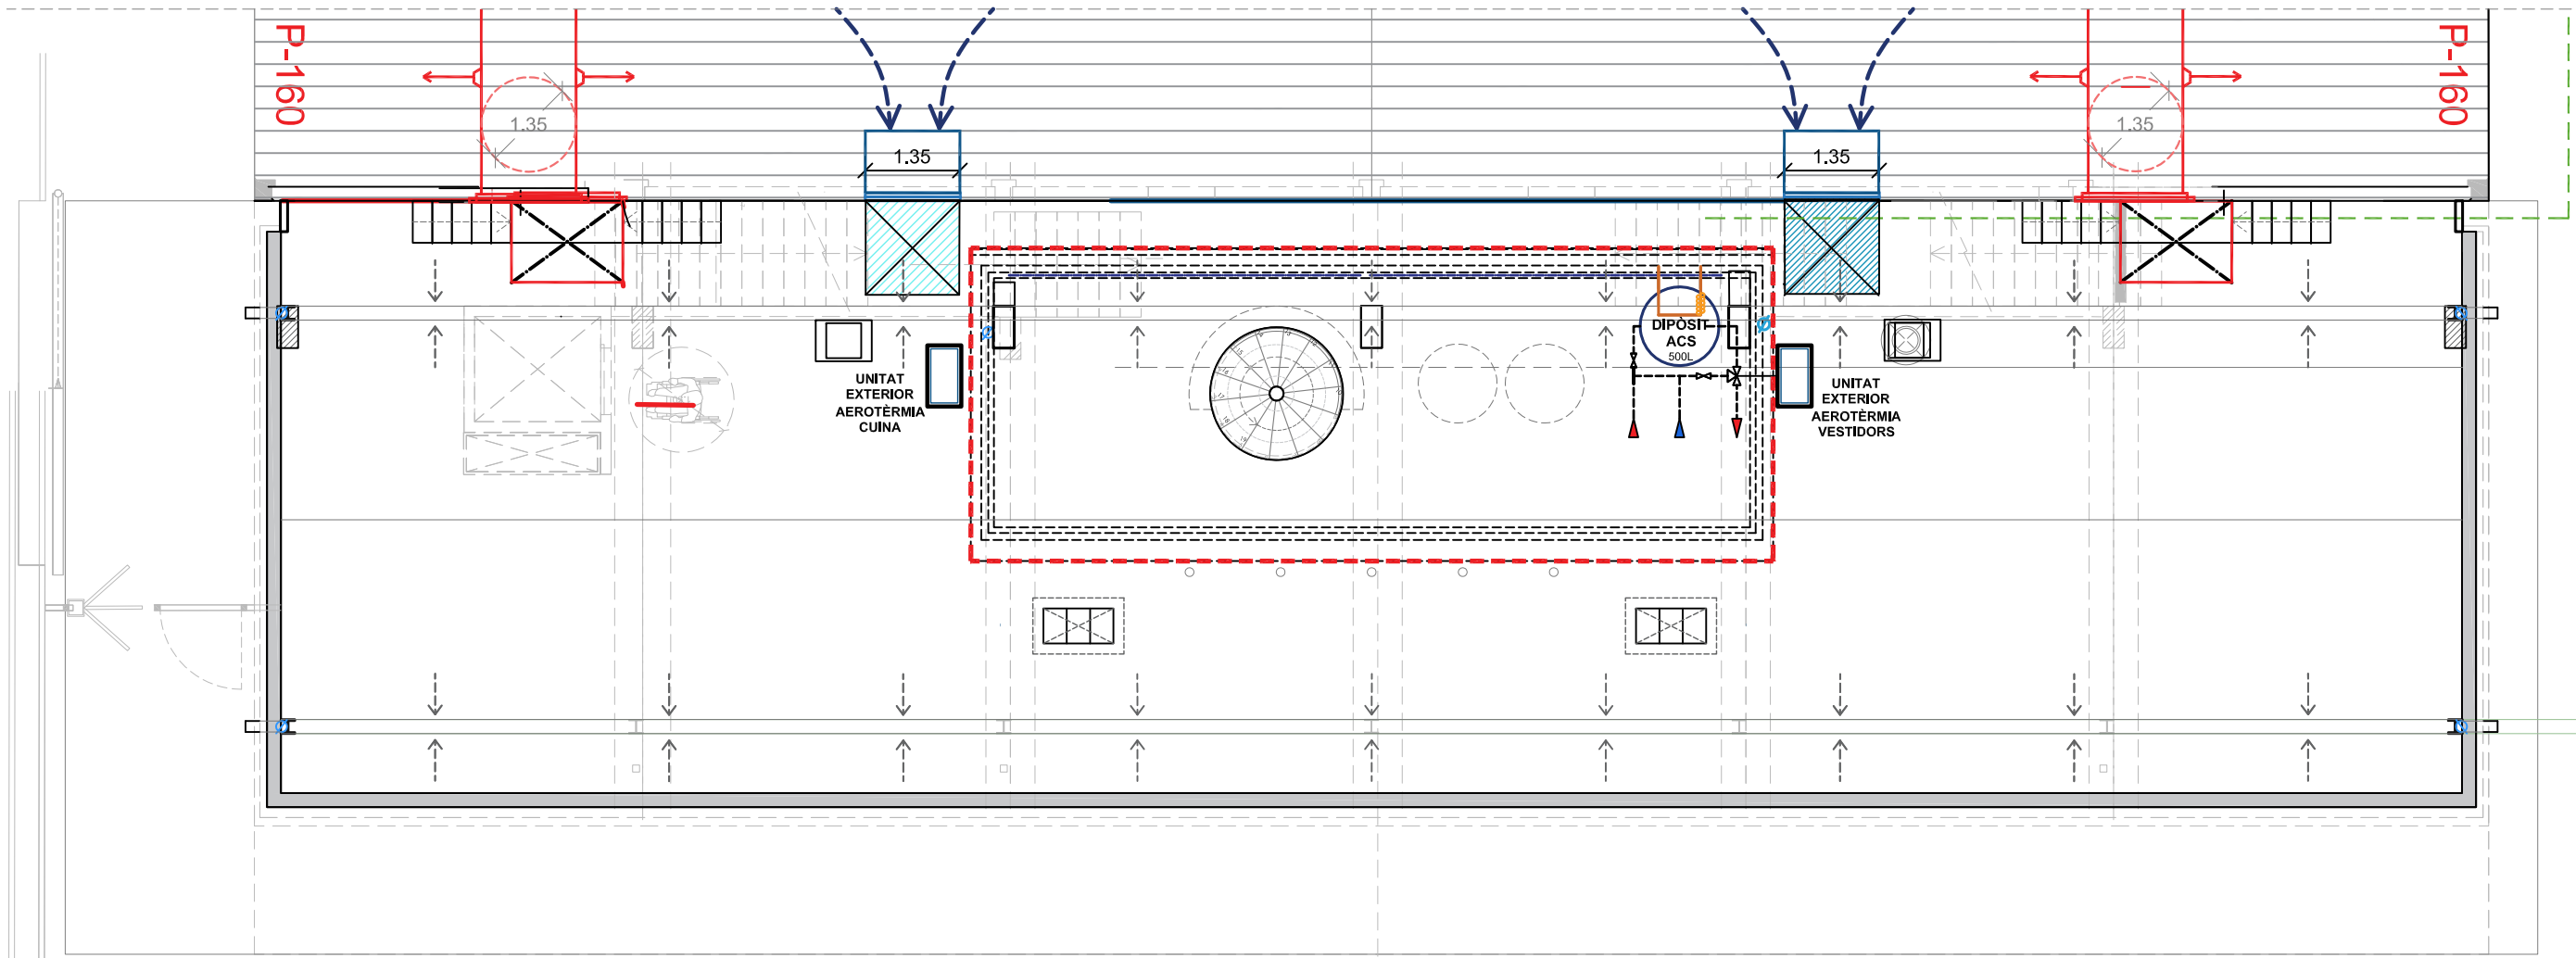 P-160
P-160
1.35
1.35
1.35
1.35
DIPÒSIT
ACS
500L
UNITAT
EXTERIOR
AEROTÈRMIA
CUINA
UNITAT
EXTERIOR
AEROTÈRMIA
VESTIDORS